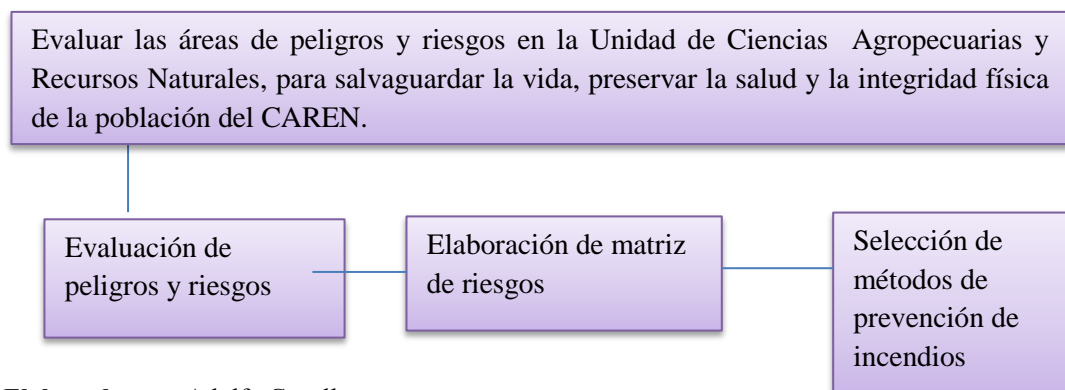 Evaluar las áreas de peligros y riesgos en la Unidad de Ciencias Agropecuarias y
Recursos Naturales, para salvaguardar la vida, preservar la salud y la integridad física
de la población del CAREN.
Evaluación de
peligros y riesgos
Elaboración de matriz
de riesgos
Selección de
métodos de
prevención de
incendios